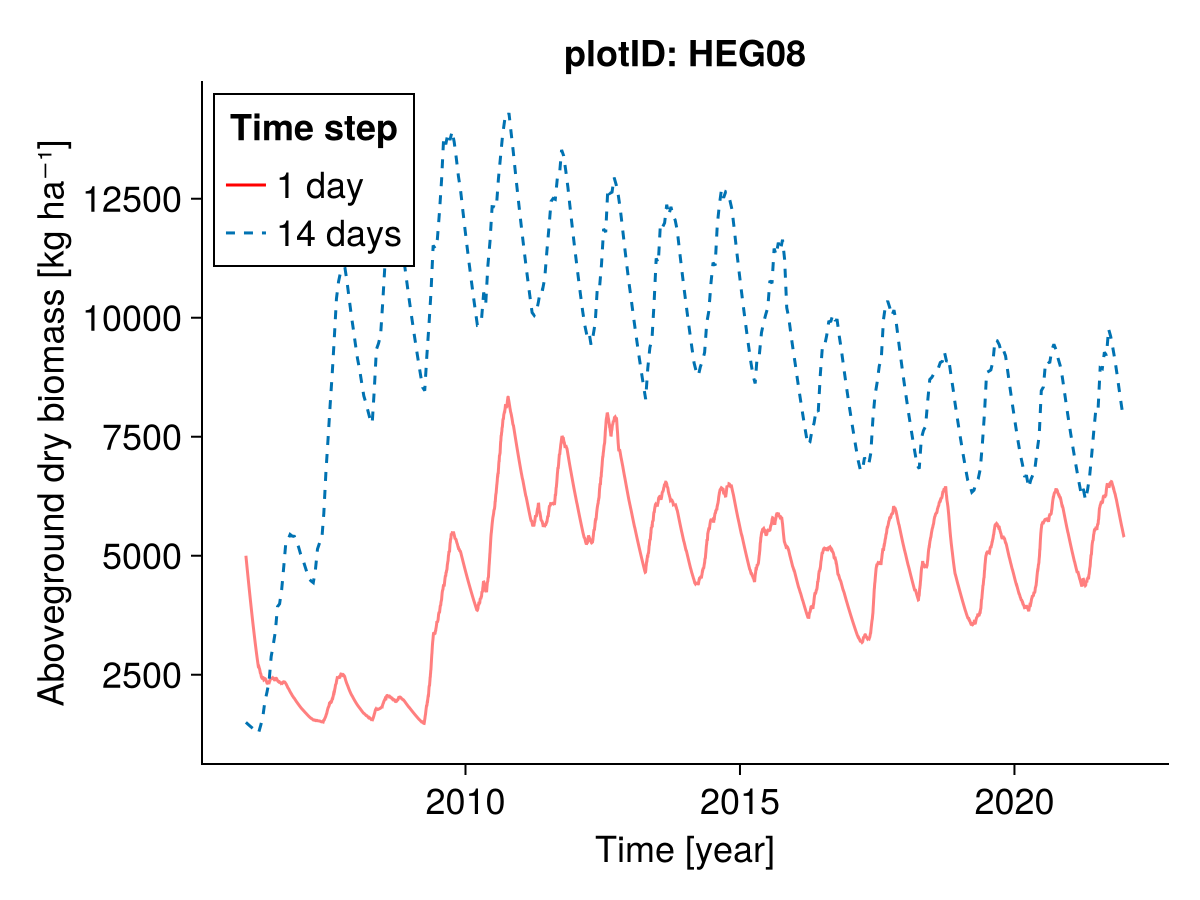 plotID: HEG08
Time step
1 day
14 days
Aboveground dry biomass [kg ha⁻¹]
12500
10000
7500
5000
2500
2010
2015
2020
Time [year]